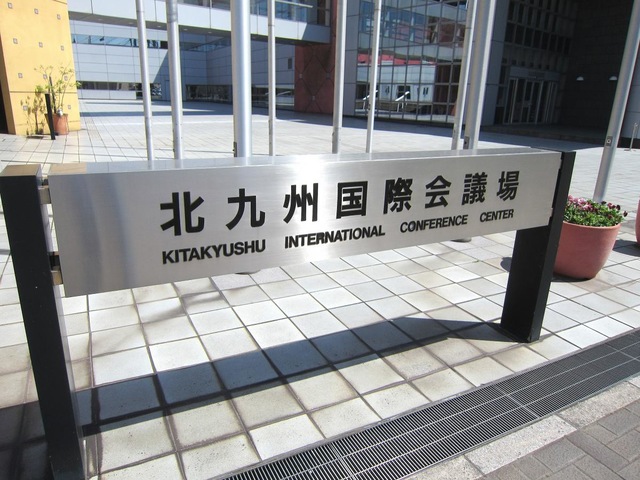 北九州国際会議場
KITAKYUSHU INTERNATIONAL CONFERENCE CENTER